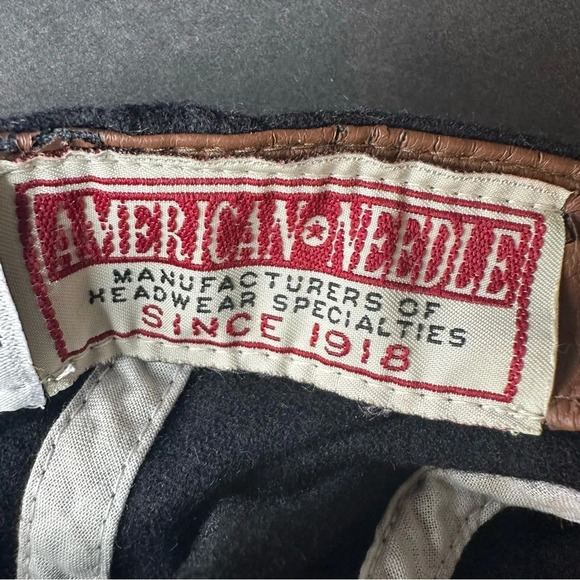 AMERICAN NEEDLE
MANUFACTURERS OF
HEADWEAR SPECIALTIES
SINCE 1918